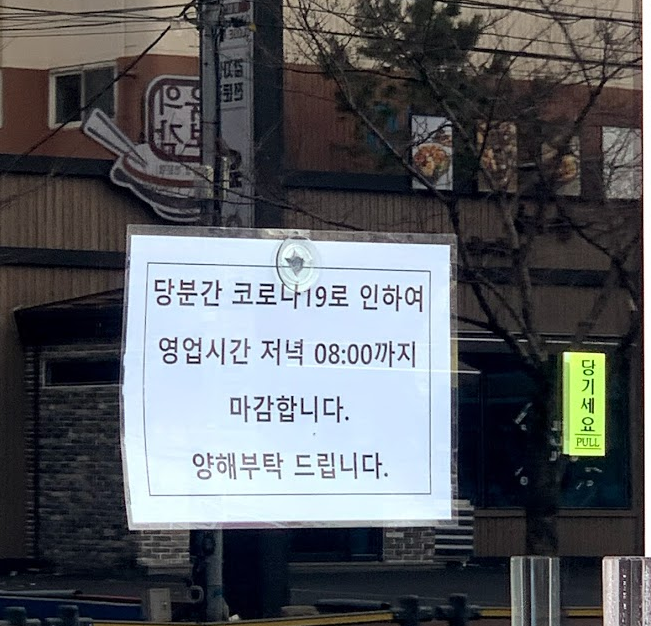 당분간 코로나19로 인하여
영업시간 저녁 08:00까지
마감합니다.
양해부탁 드립니다.
당기세요
PULL